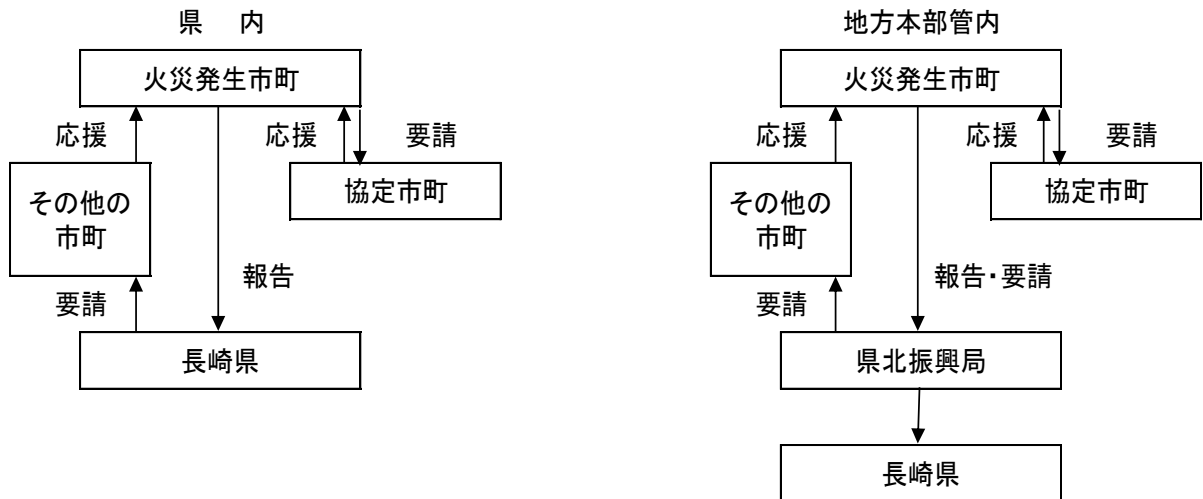 県　内
火災発生市町
応援
応援
要請
その他の
市町
協定市町
報告
要請
長崎県
地方本部管内
火災発生市町
応援
応援
要請
その他の
市町
協定市町
報告・要請
要請
県北振興局
長崎県